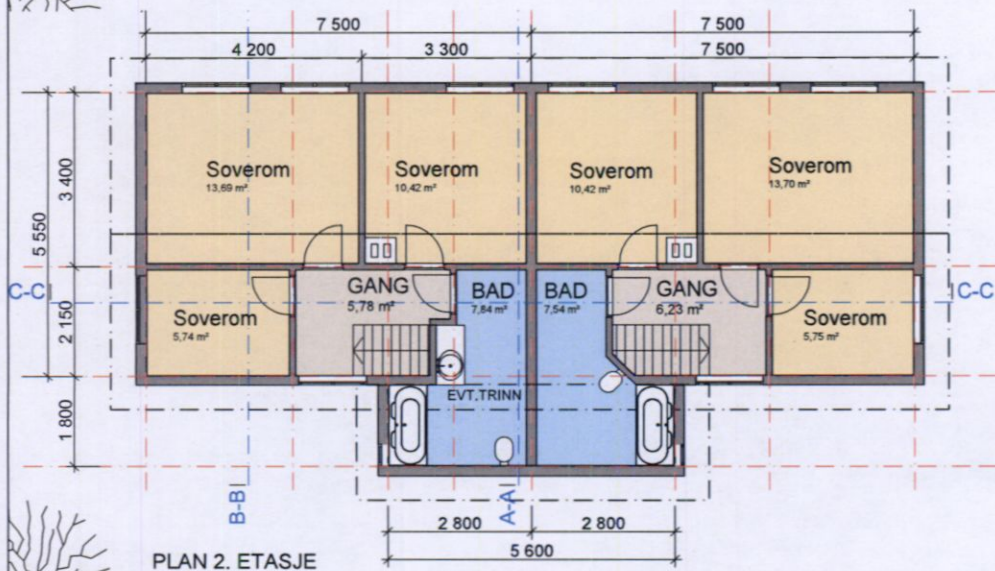 7 500 7 500
4 200 3 300 7 500
Soverom Soverom Soverom Soverom
13,69 m² 10,42 m² 10,42 m² 13,70 m²
3 400
5 550
2 150
1 800
C-C C-C
GANG BAD BAD GANG
5,78 m² 7,84 m² 7,54 m² 6,23 m²
Soverom Soverom
5,74 m² 5,75 m²
EVT.TRINN
B-B A-A
2 800 2 800
5 600
PLAN 2. ETASJE